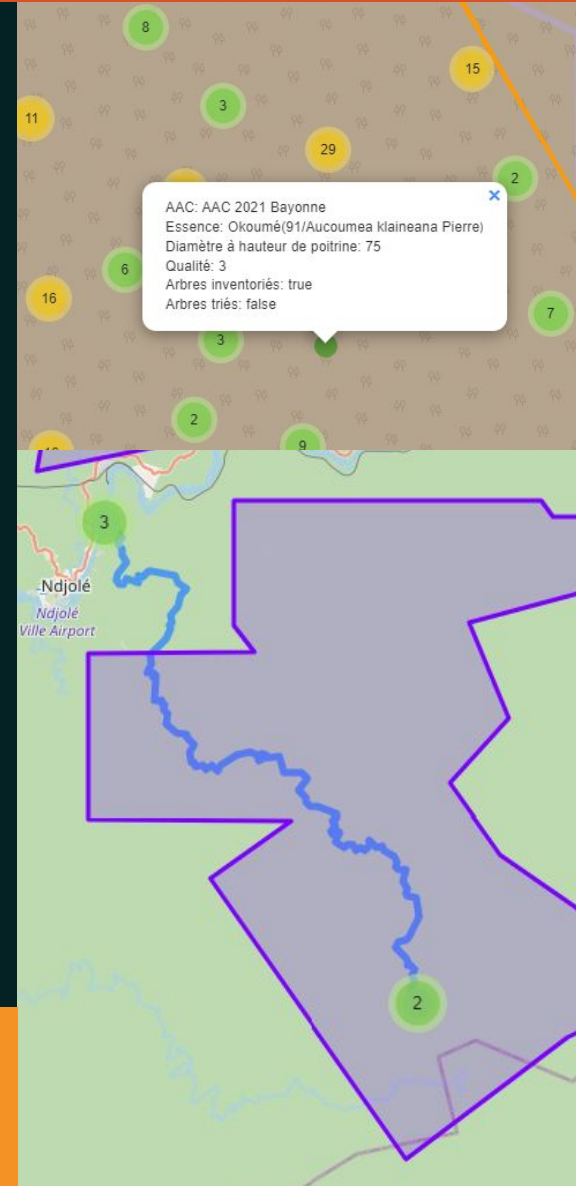 8
15
3
11
29
2
AAC: AAC 2021 Bayonne
Essence: Okoumé(91/Aucoumea klaineana Pierre)
Diamètre à hauteur de poitrine: 75
Qualité: 3
Arbres inventoriés: true
Arbres triés: false
6
16
7
3
2
9
3
Ndjolé
Ndjolé
Ville Airport
2